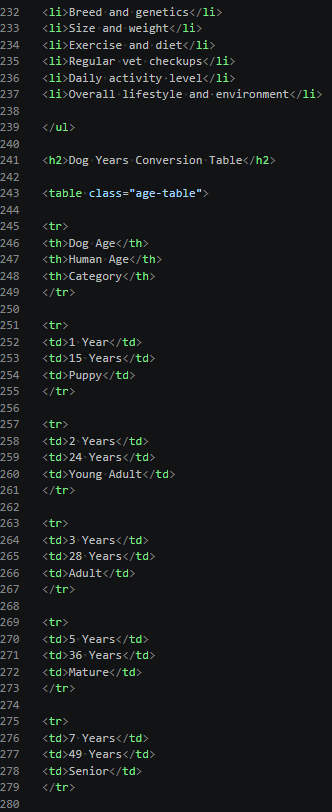 232 <li>Breed and genetics</li>
233 <li>Size and weight</li>
234 <li>Exercise and diet</li>
235 <li>Regular vet checkups</li>
236 <li>Daily activity level</li>
237 <li>Overall lifestyle and environment</li>
238
239 </ul>
240
241 <h2>Dog Years Conversion Table</h2>
242
243 <table class="age-table">
244
245 <tr>
246 <th>Dog Age</th>
247 <th>Human Age</th>
248 <th>Category</th>
249 </tr>
250
251 <tr>
252 <td>1 Year</td>
253 <td>15 Years</td>
254 <td>Puppy</td>
255 </tr>
256
257 <tr>
258 <td>2 Years</td>
259 <td>24 Years</td>
260 <td>Young Adult</td>
261 </tr>
262
263 <tr>
264 <td>3 Years</td>
265 <td>28 Years</td>
266 <td>Adult</td>
267 </tr>
268
269 <tr>
270 <td>5 Years</td>
271 <td>36 Years</td>
272 <td>Mature</td>
273 </tr>
274
275 <tr>
276 <td>7 Years</td>
277 <td>49 Years</td>
278 <td>Senior</td>
279 </tr>
280